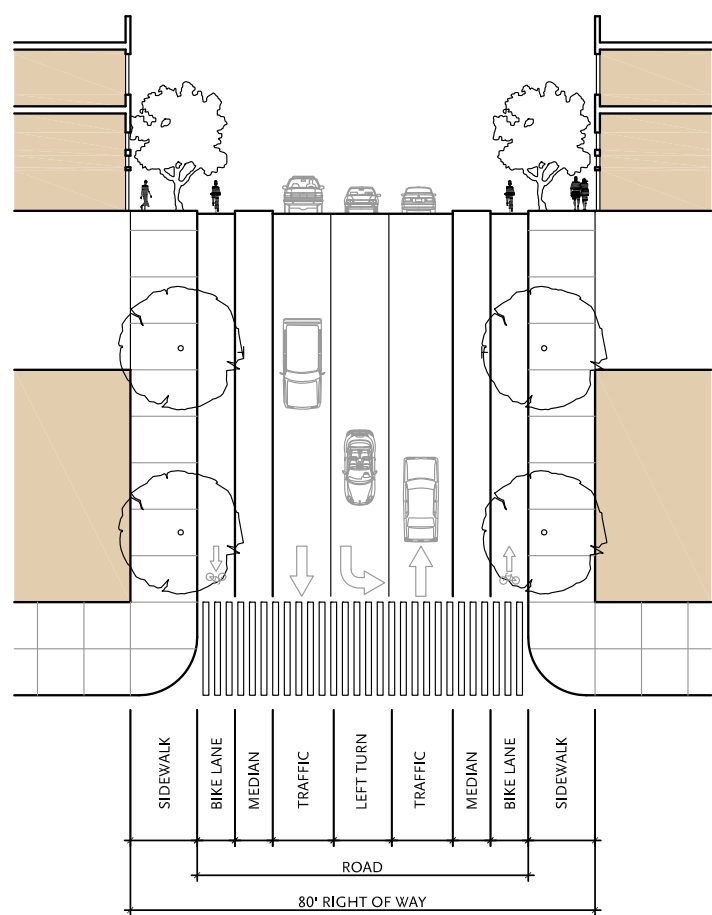 SIDEWALK
BIKE LANE
MEDIAN
TRAFFIC
LEFT TURN
TRAFFIC
MEDIAN
BIKE LANE
SIDEWALK
ROAD
80' RIGHT OF WAY